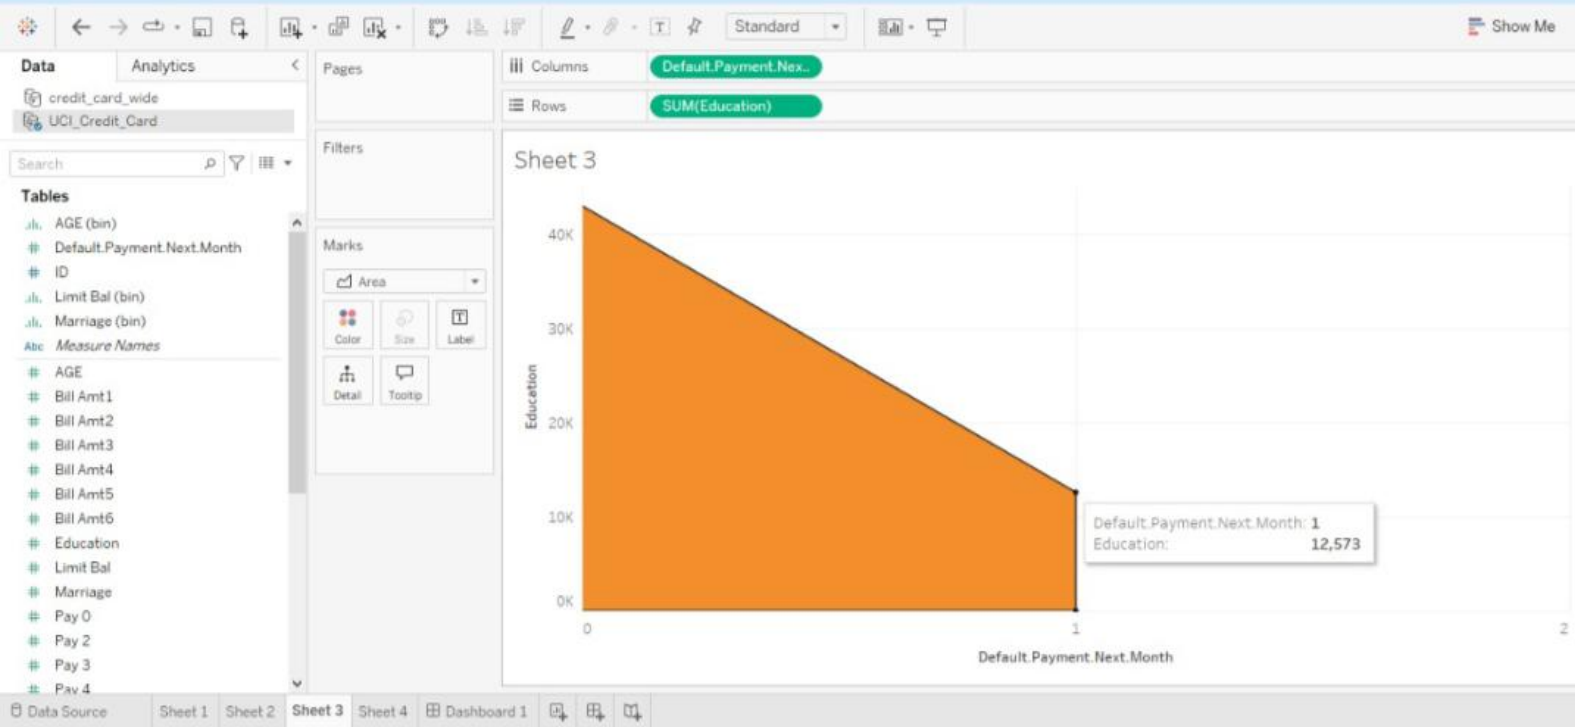 Standard
Show Me
Data
Analytics
credit_card_wide
UCI_Credit_Card
Search
Tables
AGE (bin)
Default.Payment.Next.Month
ID
Limit Bal (bin)
Marriage (bin)
Abc Measure Names
AGE
Bill Amt1
Bill Amt2
Bill Amt3
Bill Amt4
Bill Amt5
Bill Amt6
Education
Limit Bal
Marriage
Pay 0
Pay 2
Pay 3
Pay 4
Pages
Filters
Marks
Area
Color
Size
T
Label
Detail
Tooltip
Columns
Default.Payment.Nex..
Rows
SUM(Education)
Sheet 3
40K
30K
20K
10K
0K
Education
Default.Payment.Next.Month: 1
Education: 12,573
0
1
2
Default.Payment.Next.Month
Data Source
Sheet 1
Sheet 2
Sheet 3
Sheet 4
Dashboard 1